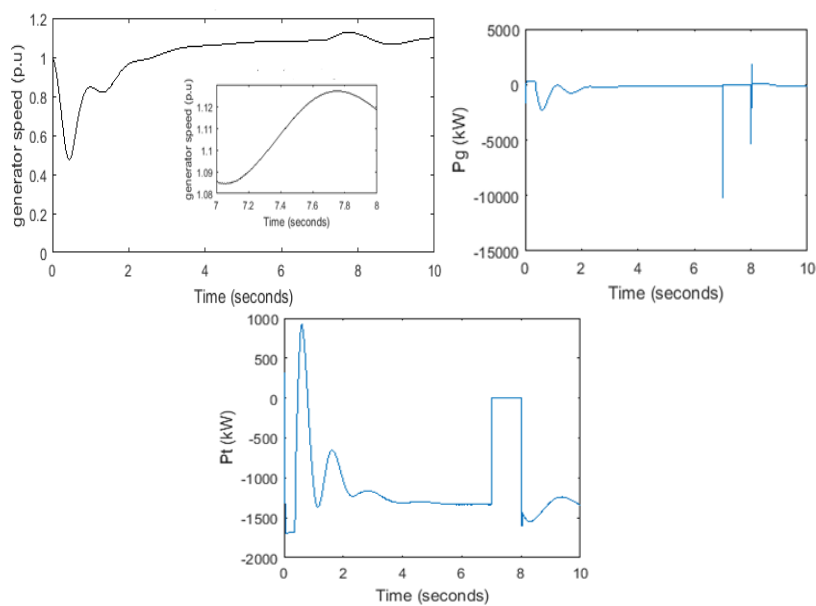 1.2
1
0.8
0.6
0.4
0.2
0
generator speed (p.u)
0 2 4 6 8 10
Time (seconds)
1.12
1.11
1.10
1.09
1.08
generator speed (p.u)
7 7.2 7.4 7.6 7.8 8
Time (seconds)
5000
0
-5000
-10000
-15000
Pg (kW)
0 2 4 6 8 10
Time (seconds)
1000
500
0
-500
-1000
-1500
-2000
Pt (kW)
0 2 4 6 8 10
Time (seconds)